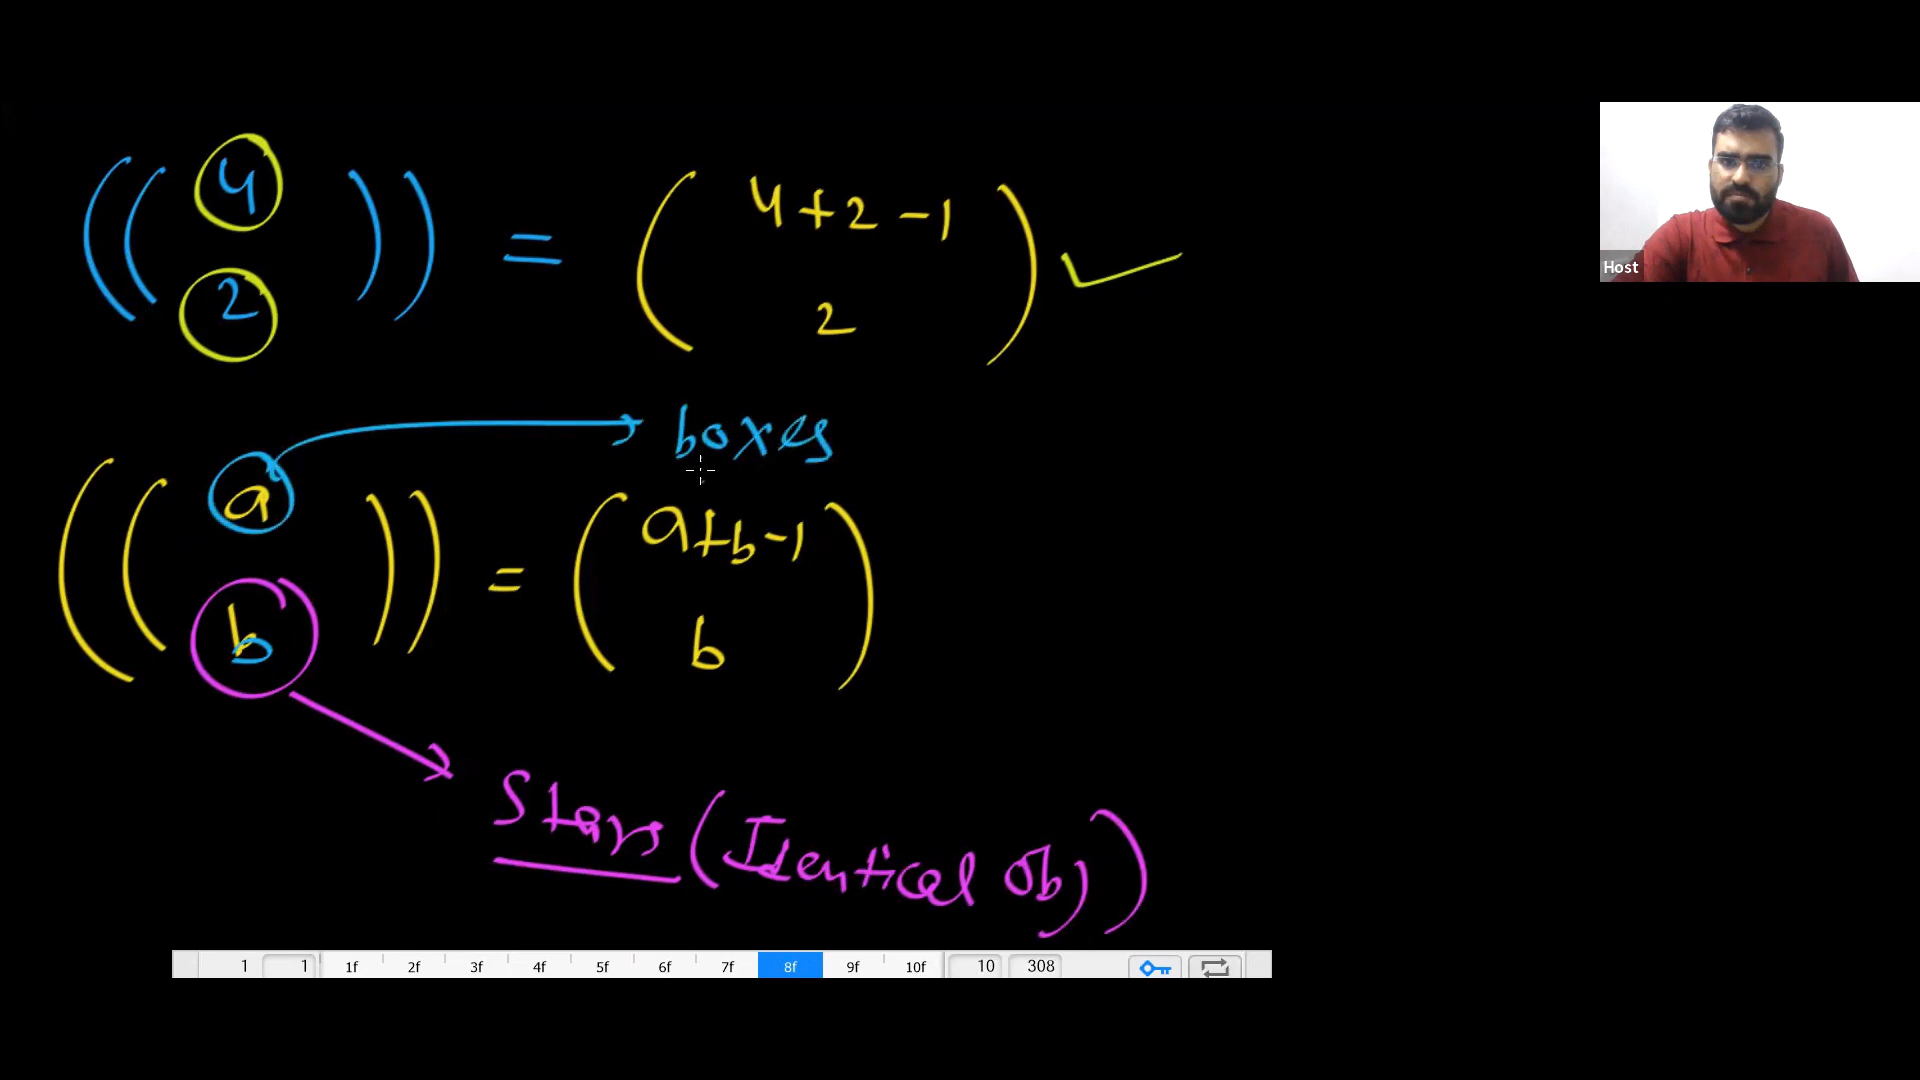 ((4 2)) = (4+2-1 2)
Host
boxes
((a b)) = (a+b-1 b)
Stars (Identical Obj)
1 1 1f 2f 3f 4f 5f 6f 7f 8f 9f 10f 10 308